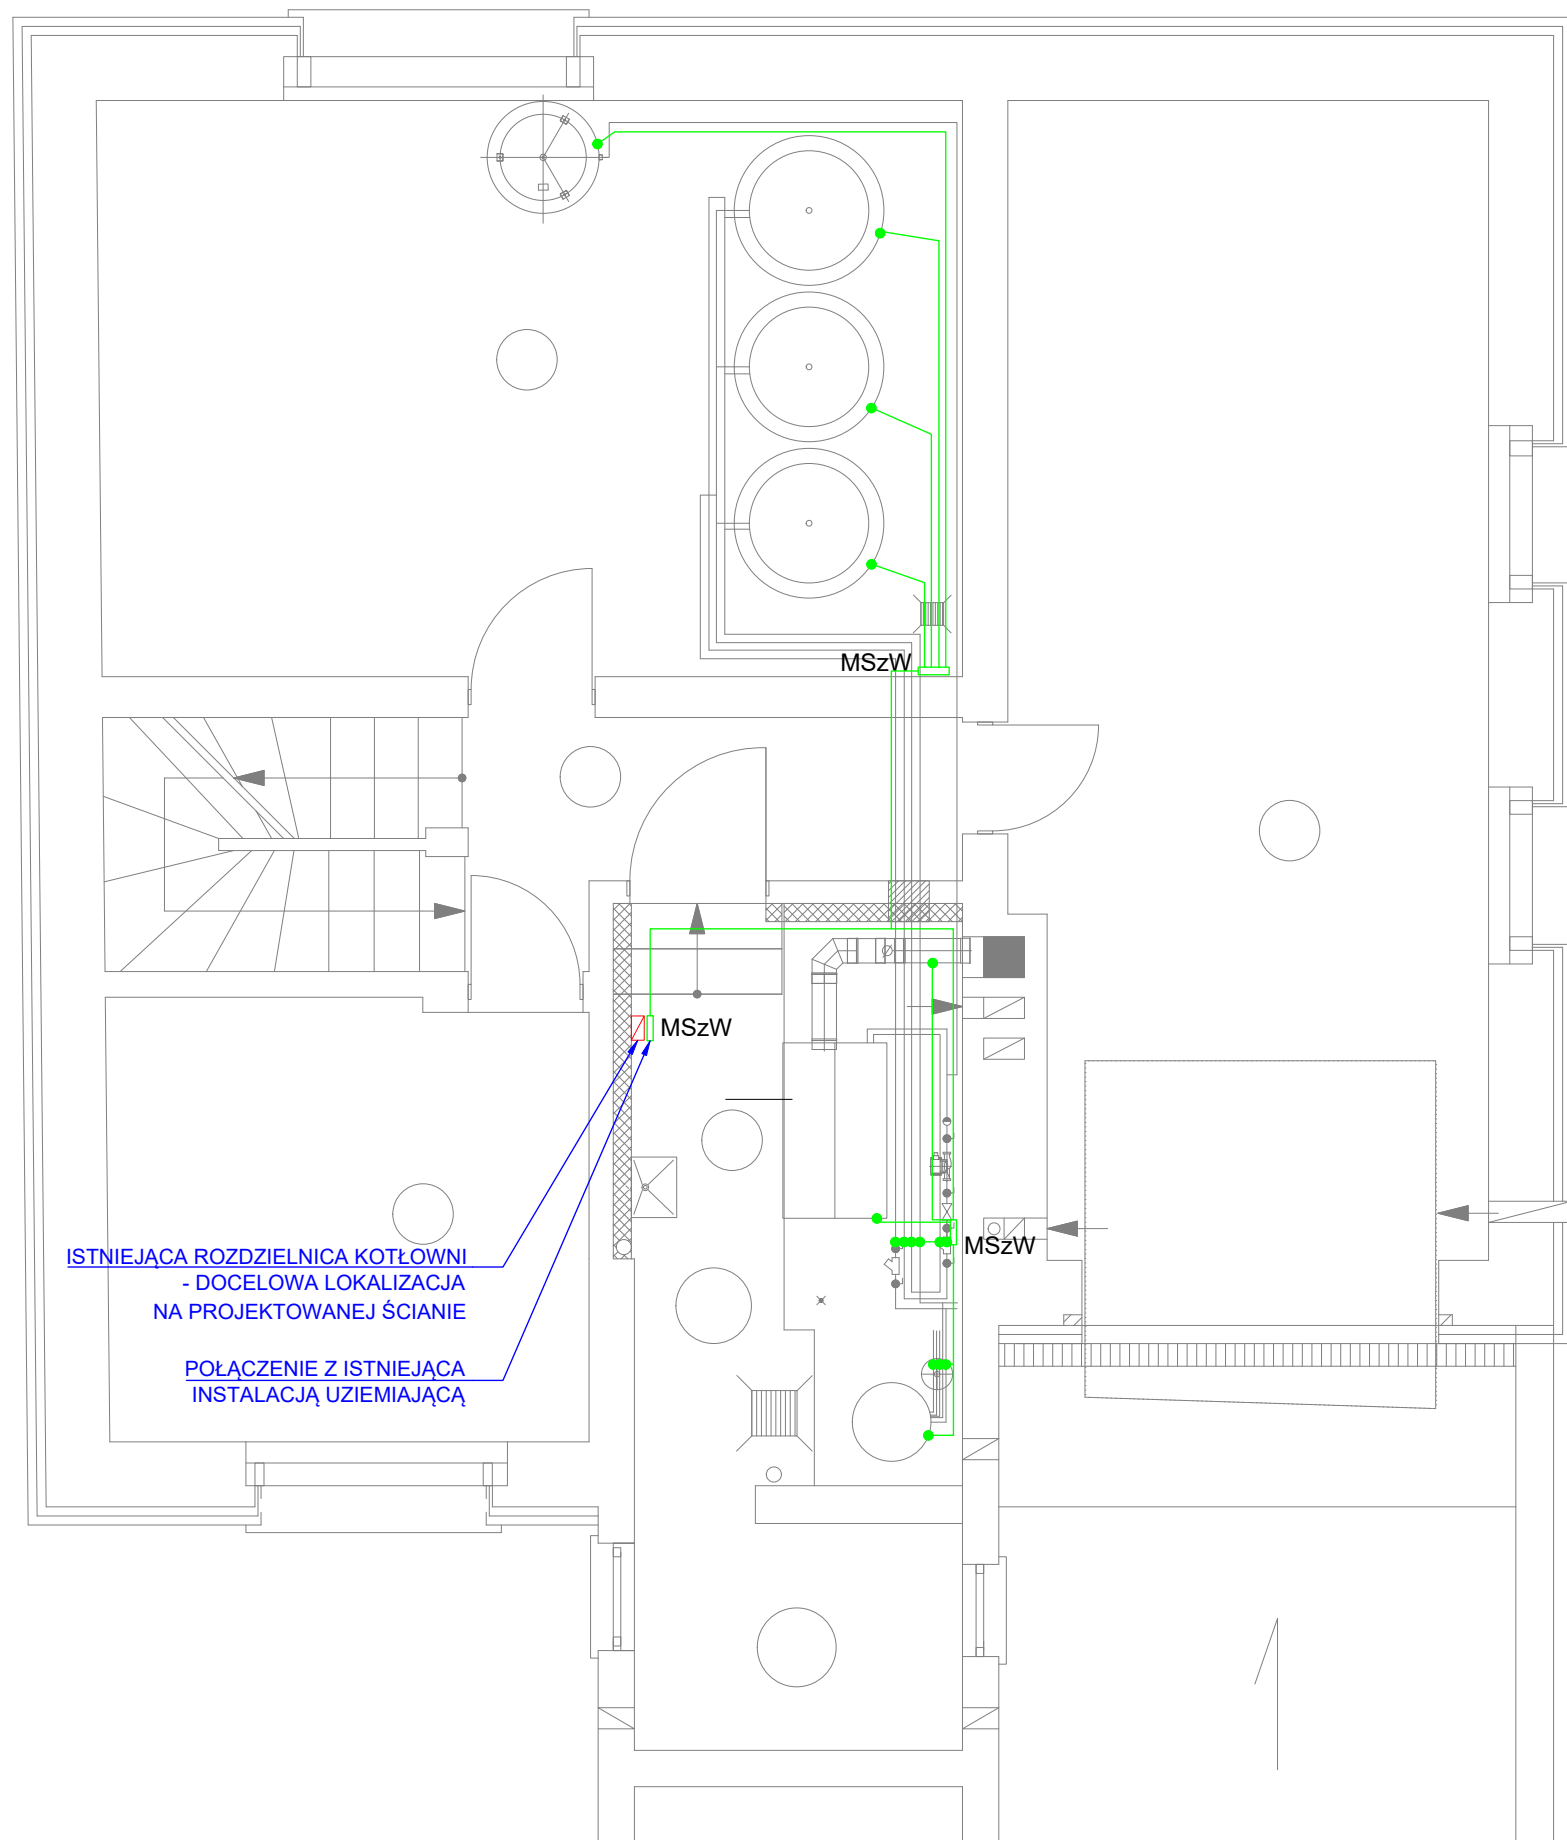 MSzW
MSzW
MSzW
ISTNIEJĄCA ROZDZIELNICA KOTŁOWNI
- DOCELOWA LOKALIZACJA
NA PROJEKTOWANEJ ŚCIANIE
POŁĄCZENIE Z ISTNIEJĄCA
INSTALACJĄ UZIEMIAJĄCĄ